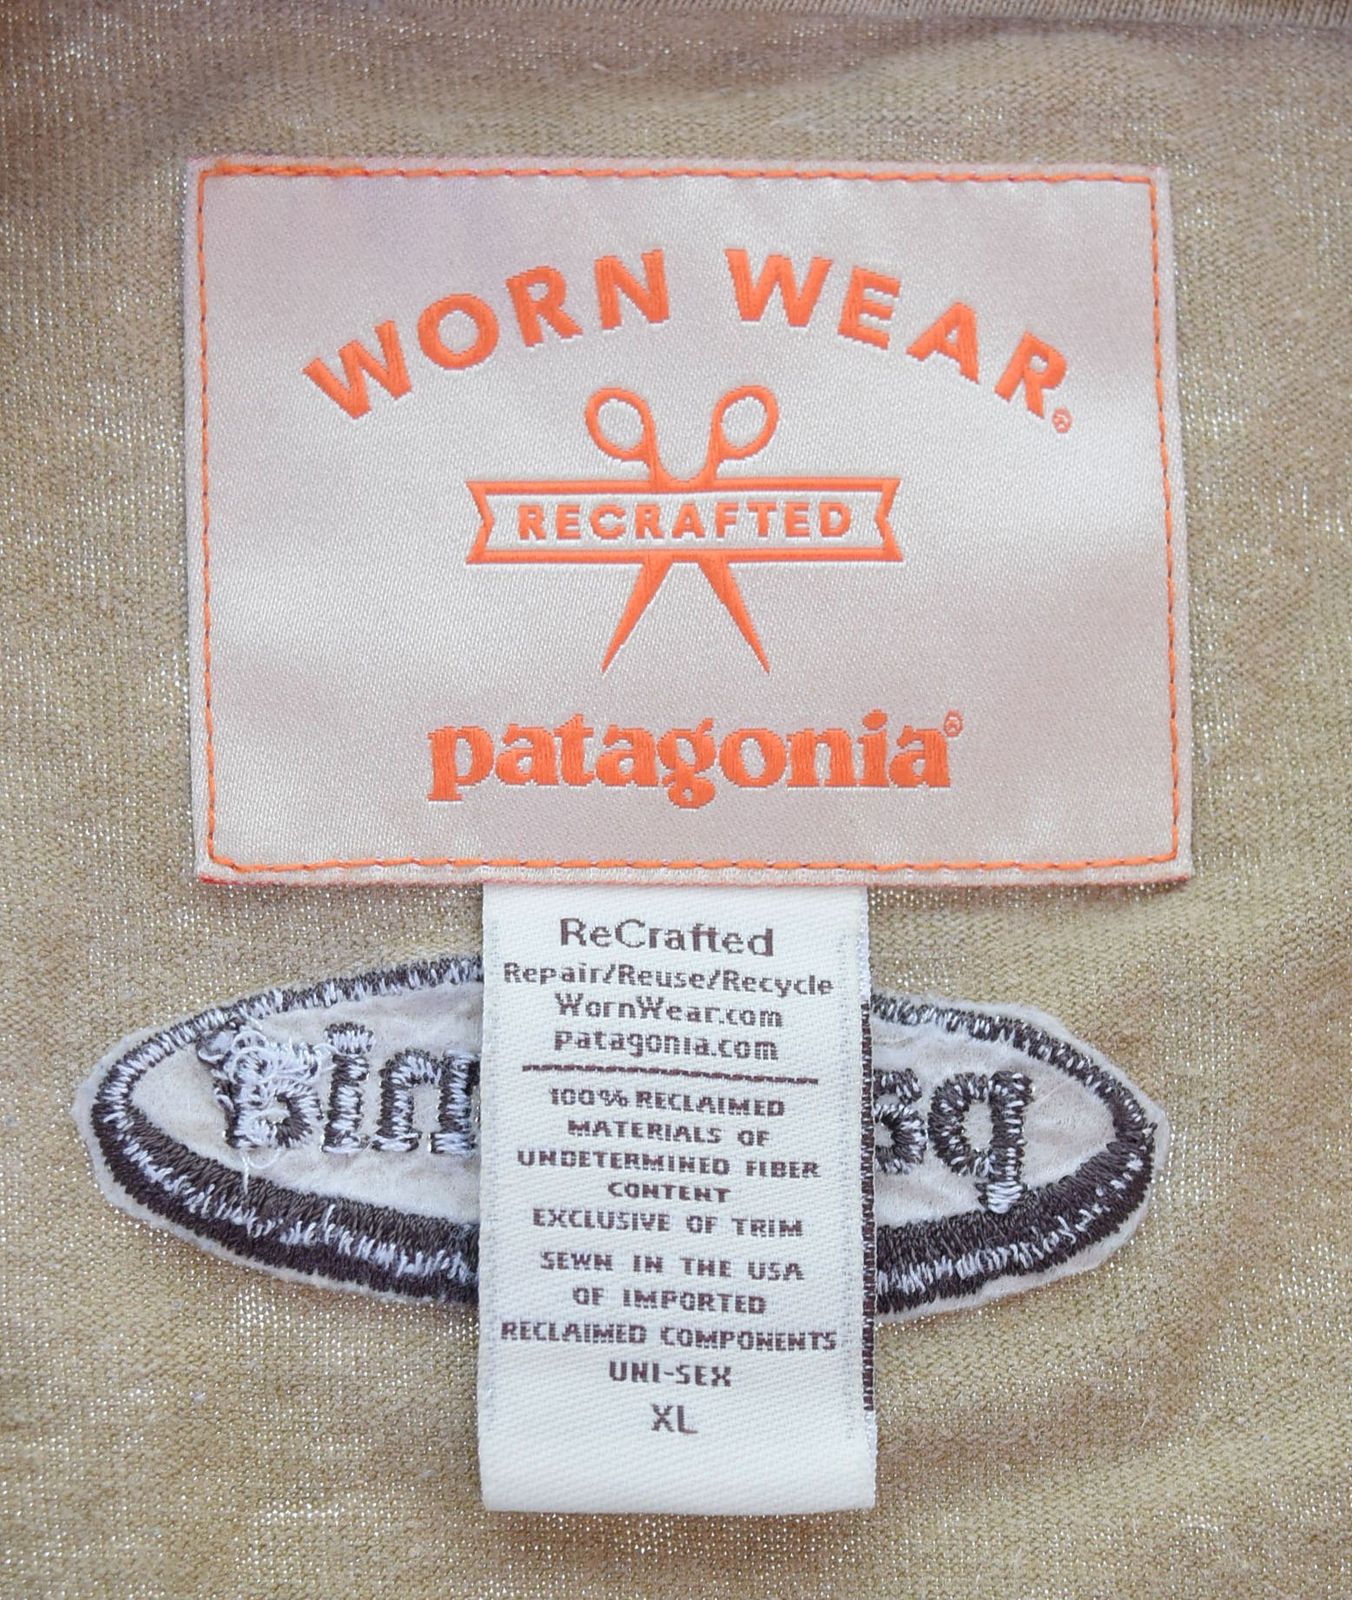 WORN WEAR®
RECRAFTED
patagonia®
ReCrafted
Repair/Reuse/Recycle
WornWear.com
patagonia.com
100% RECLAIMED
MATERIALS OF
UNDETERMINED FIBER
CONTENT
EXCLUSIVE OF TRIM
SEWN IN THE USA
OF IMPORTED
RECLAIMED COMPONENTS
UNI-SEX
XL